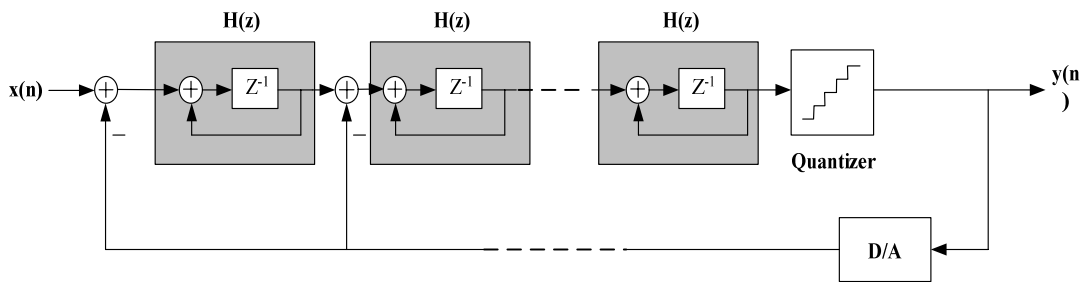 H(z) H(z) H(z)
x(n) + + Z⁻¹ + + Z⁻¹ + Z⁻¹ y(n
)
− −
Quantizer
D/A